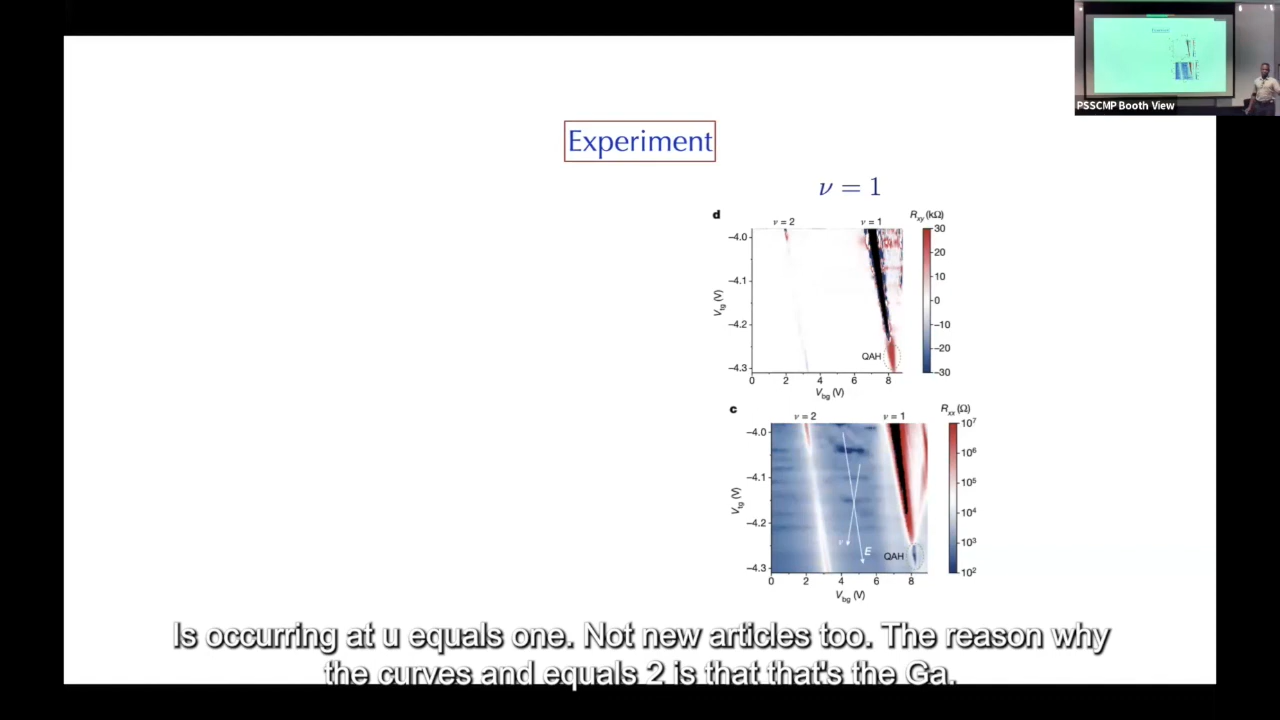 PSSCMP Booth View
Experiment
ν = 1
d
ν = 2
ν = 1
R_xy (kΩ)
−4.0
−4.1
−4.2
−4.3
V_tg (V)
QAH
0 2 4 6 8
V_bg (V)
30
20
10
0
−10
−20
−30
c
ν = 2
ν = 1
R_xx (Ω)
−4.0
−4.1
−4.2
−4.3
V_tg (V)
ν
E
QAH
0 2 4 6 8
V_bg (V)
10^7
10^6
10^5
10^4
10^3
10^2
Is occurring at u equals one. Not new articles too. The reason why
the curves and equals 2 is that that's the Ga.